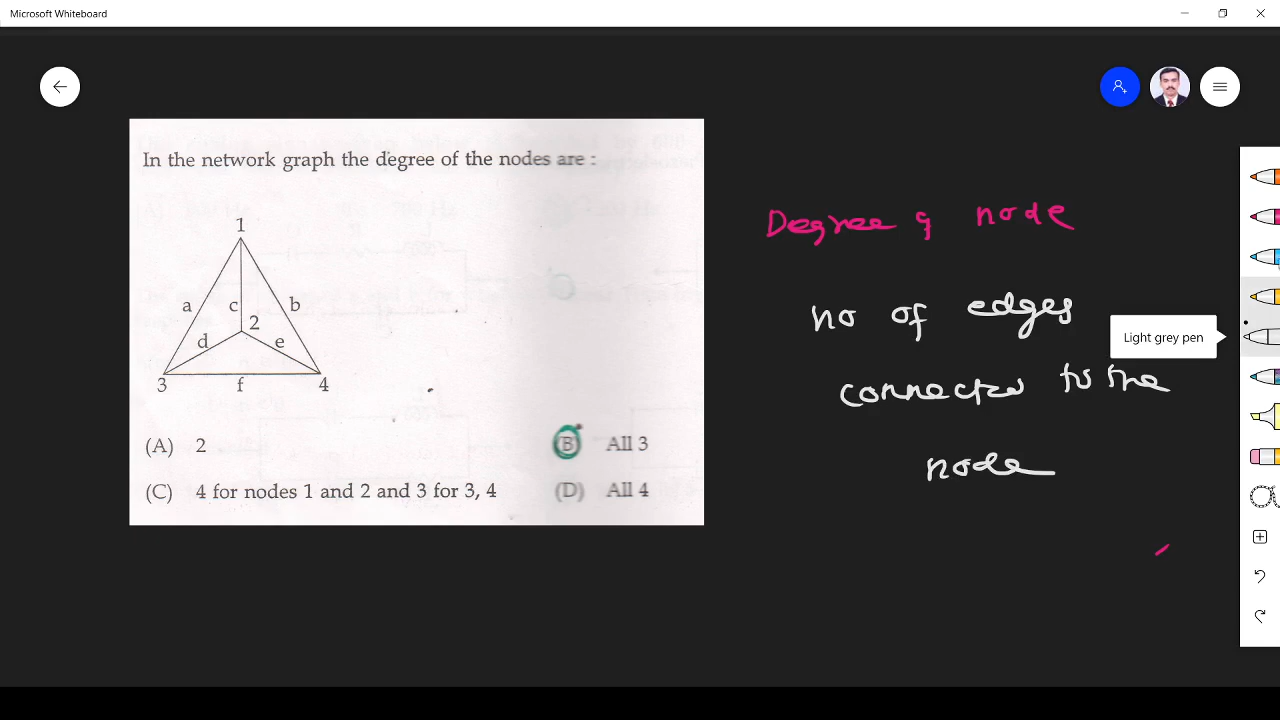 Microsoft Whiteboard
In the network graph the degree of the nodes are :
1
a
c
b
2
d
e
3
f
4
(A) 2
(B) All 3
(C) 4 for nodes 1 and 2 and 3 for 3, 4
(D) All 4
Degree of node
no of edges
connected to the
node
Light grey pen